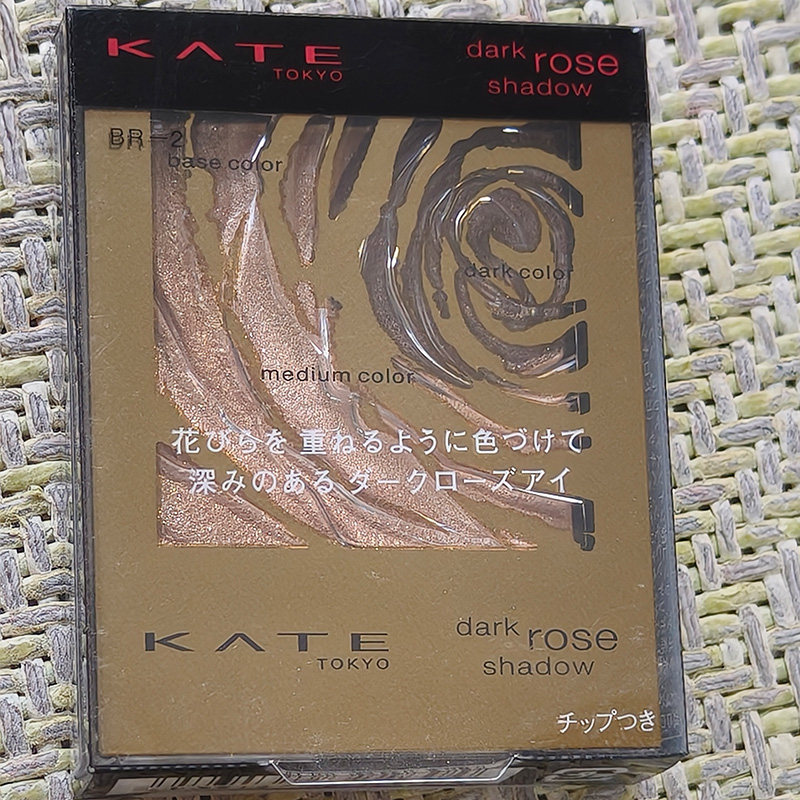 KATE
TOKYO
dark rose
shadow
BR-2
base color
dark color
medium color
花びらを 重ねるように色づけて
深みのある ダークローズアイ
KATE
TOKYO
dark rose
shadow
チップつき